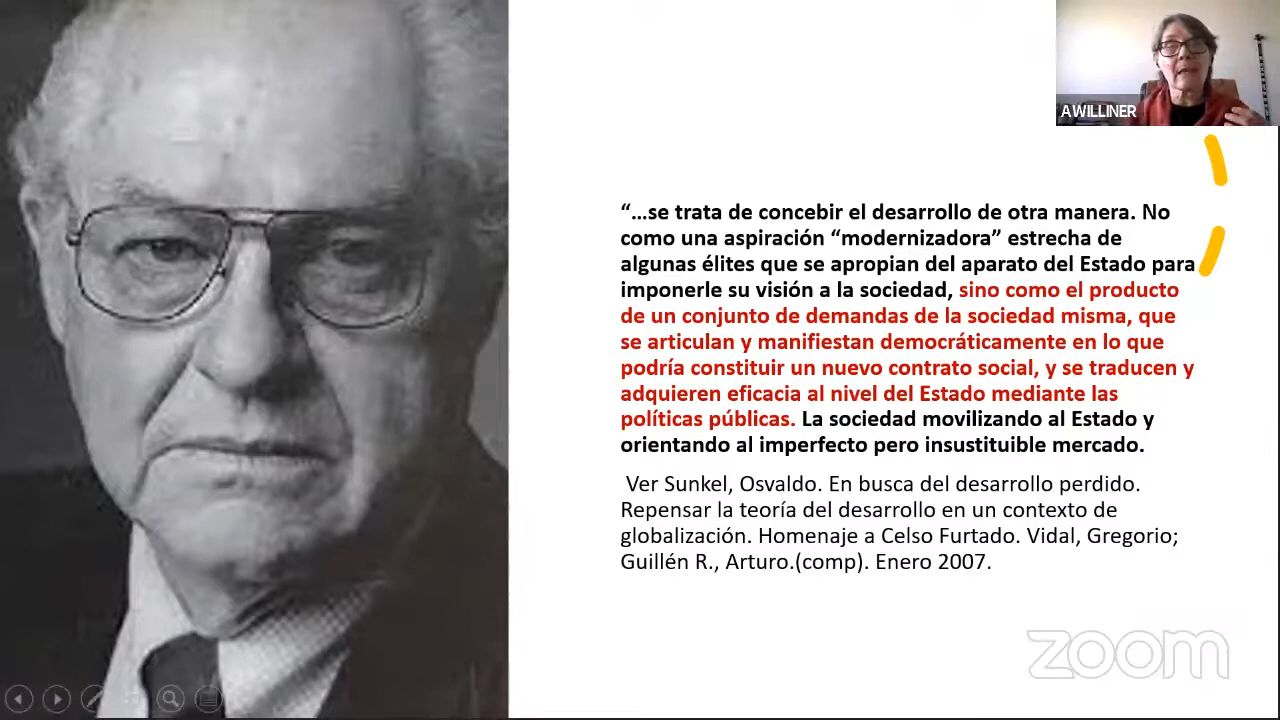 A WILLINER
“...se trata de concebir el desarrollo de otra manera. No
como una aspiración “modernizadora” estrecha de
algunas élites que se apropian del aparato del Estado para
imponerle su visión a la sociedad, sino como el producto
de un conjunto de demandas de la sociedad misma, que
se articulan y manifiestan democráticamente en lo que
podría constituir un nuevo contrato social, y se traducen y
adquieren eficacia al nivel del Estado mediante las
políticas públicas. La sociedad movilizando al Estado y
orientando al imperfecto pero insustituible mercado.
Ver Sunkel, Osvaldo. En busca del desarrollo perdido.
Repensar la teoría del desarrollo en un contexto de
globalización. Homenaje a Celso Furtado. Vidal, Gregorio;
Guillén R., Arturo.(comp). Enero 2007.
zoom